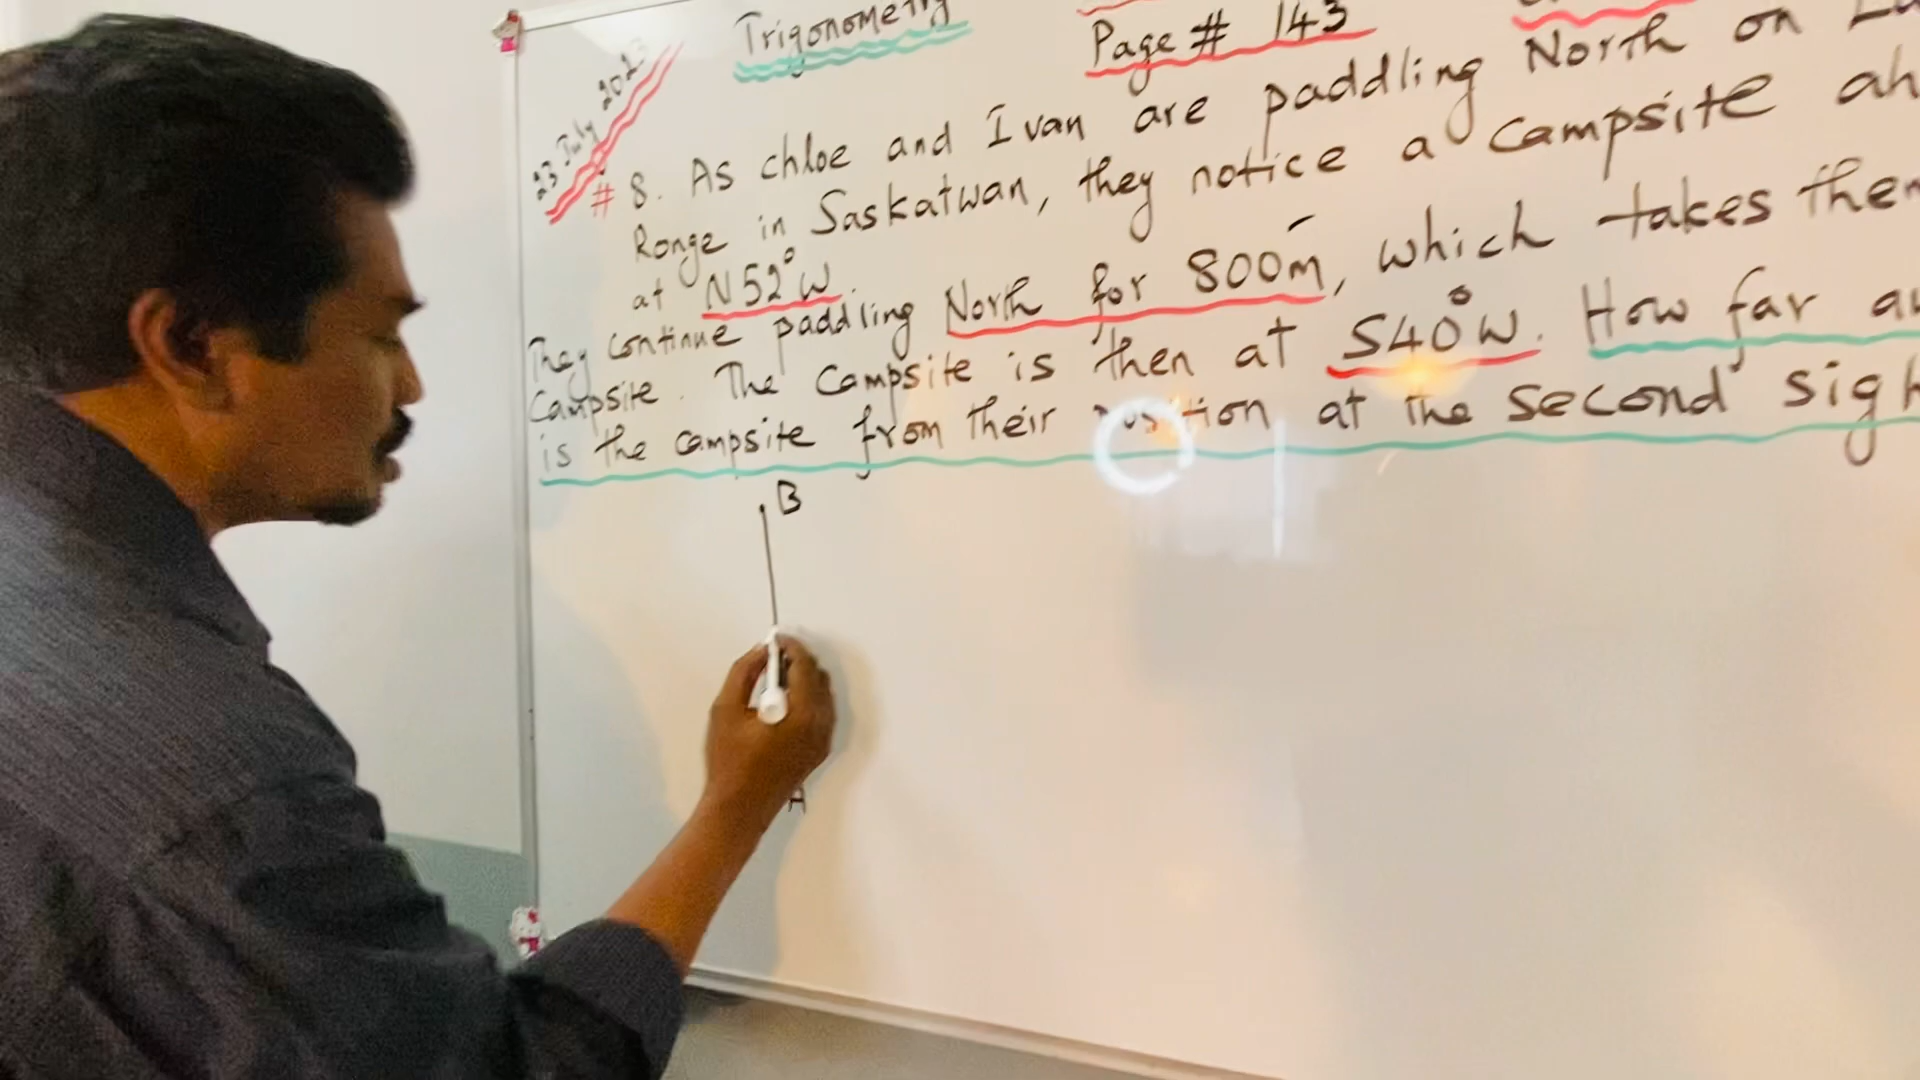 Trigonometry
Page # 143
23 July 2023
#8. As chloe and Ivan are paddling North on
Ronge in Saskatwan, they notice a campsite
at N52°W.
They continue paddling North for 800m, which takes
Campsite. The campsite is then at S40°W. How far
is the campsite from their position at the second
B
A